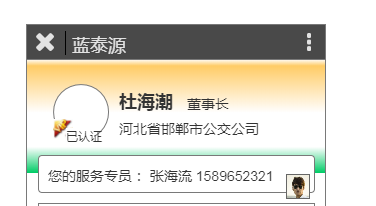 蓝泰源
杜海潮 董事长
河北省邯郸市公交公司
已认证
您的服务专员： 张海流 1589652321